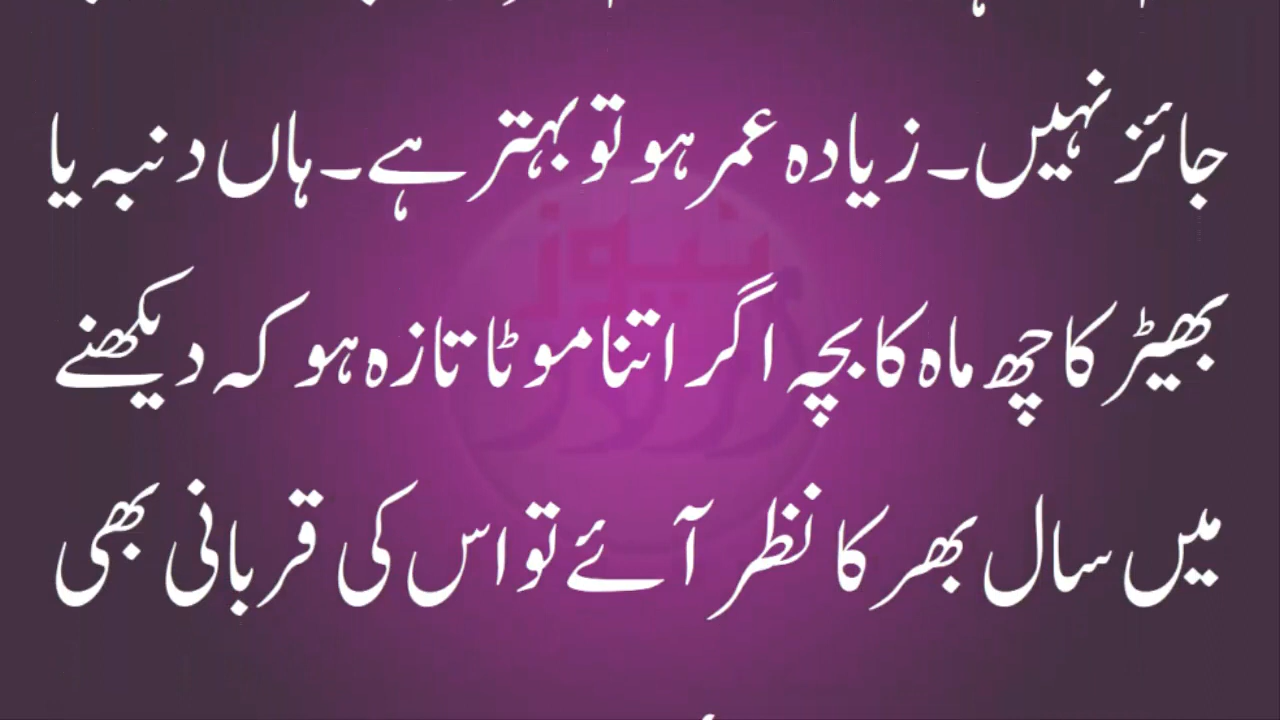 جائز نہیں۔ زیادہ عمر ہو تو بہتر ہے۔ ہاں دنبہ یا
بھیڑ کا چھ ماہ کا بچہ اگر اتنا موٹا تازہ ہو کہ دیکھنے
میں سال بھر کا نظر آئے تو اس کی قربانی بھی
نیوز